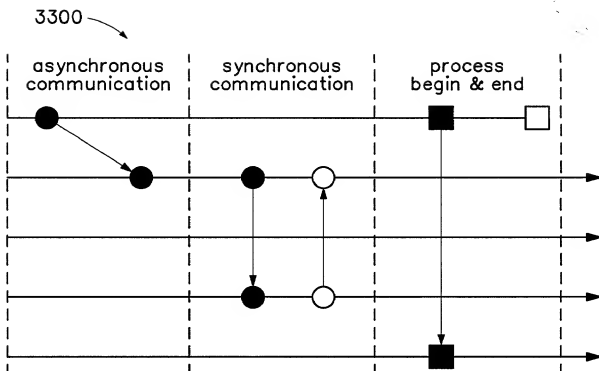 3300
asynchronous
communication
synchronous
communication
process
begin & end